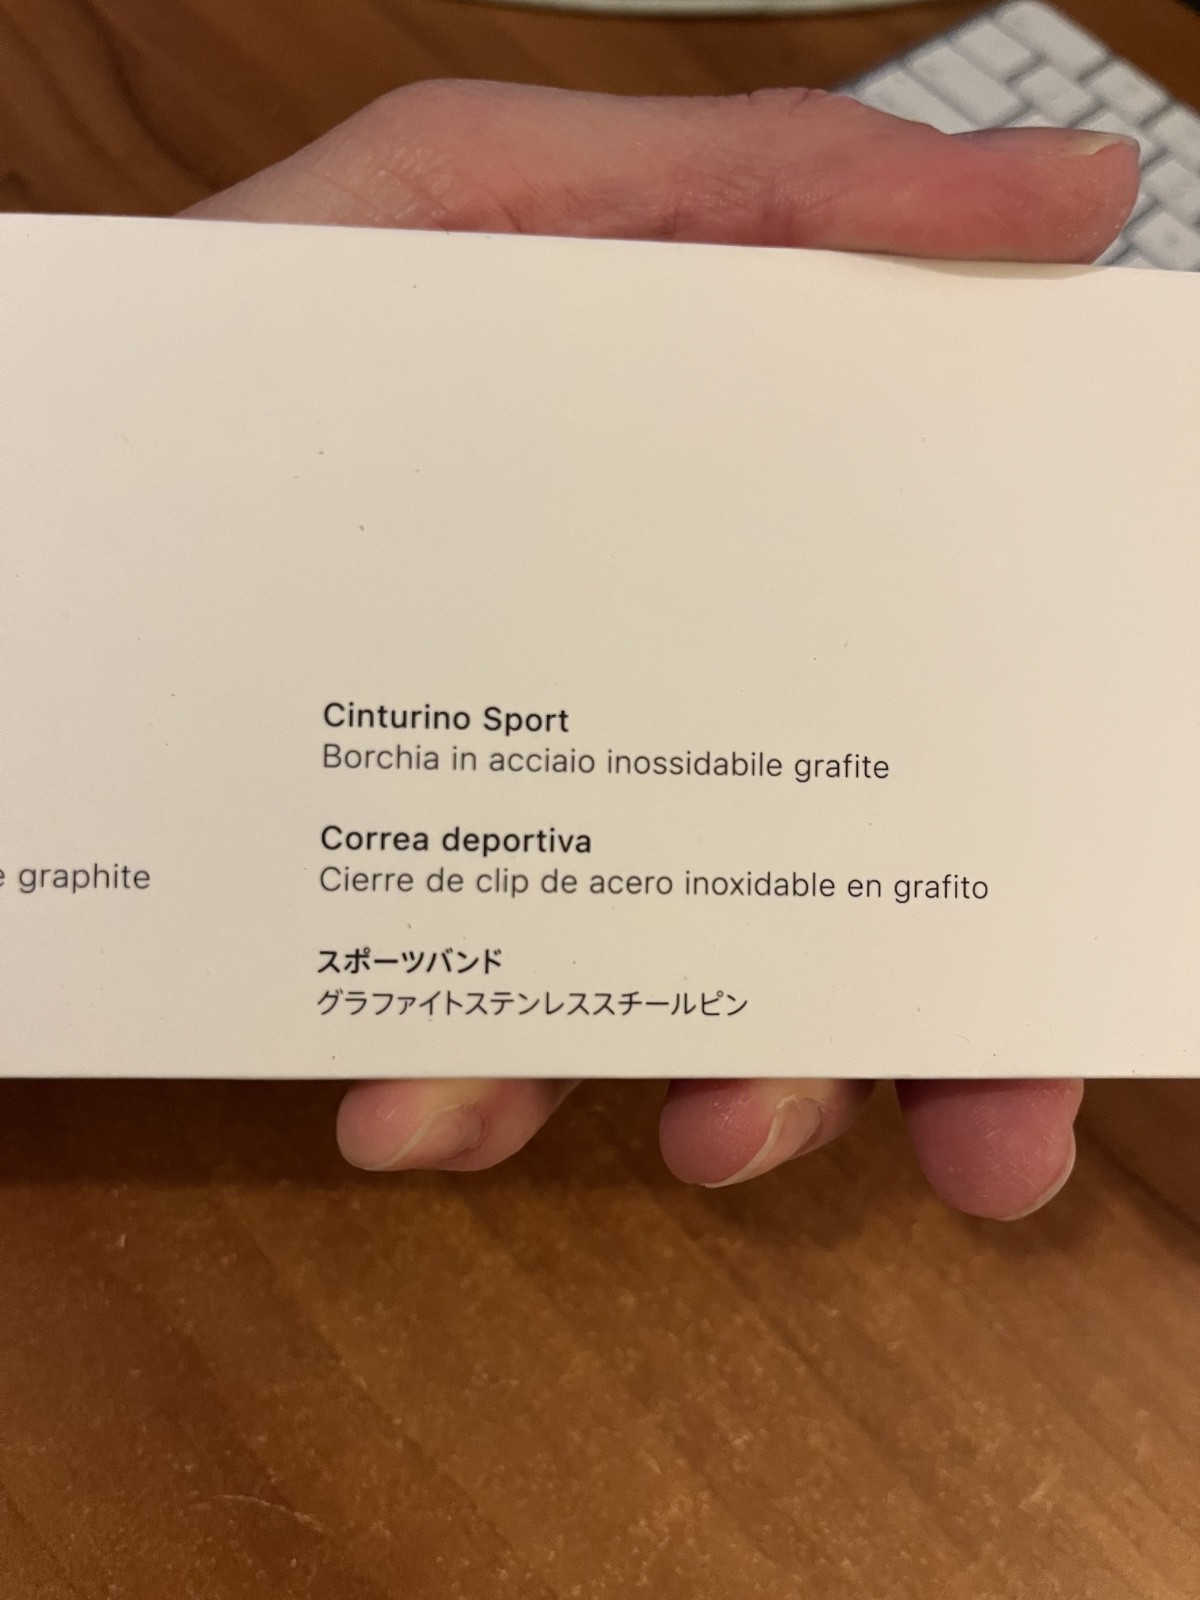 Cinturino Sport
Borchia in acciaio inossidabile grafite
Correa deportiva
Cierre de clip de acero inoxidable en grafito
スポーツバンド
グラファイトステンレススチールピン
e graphite